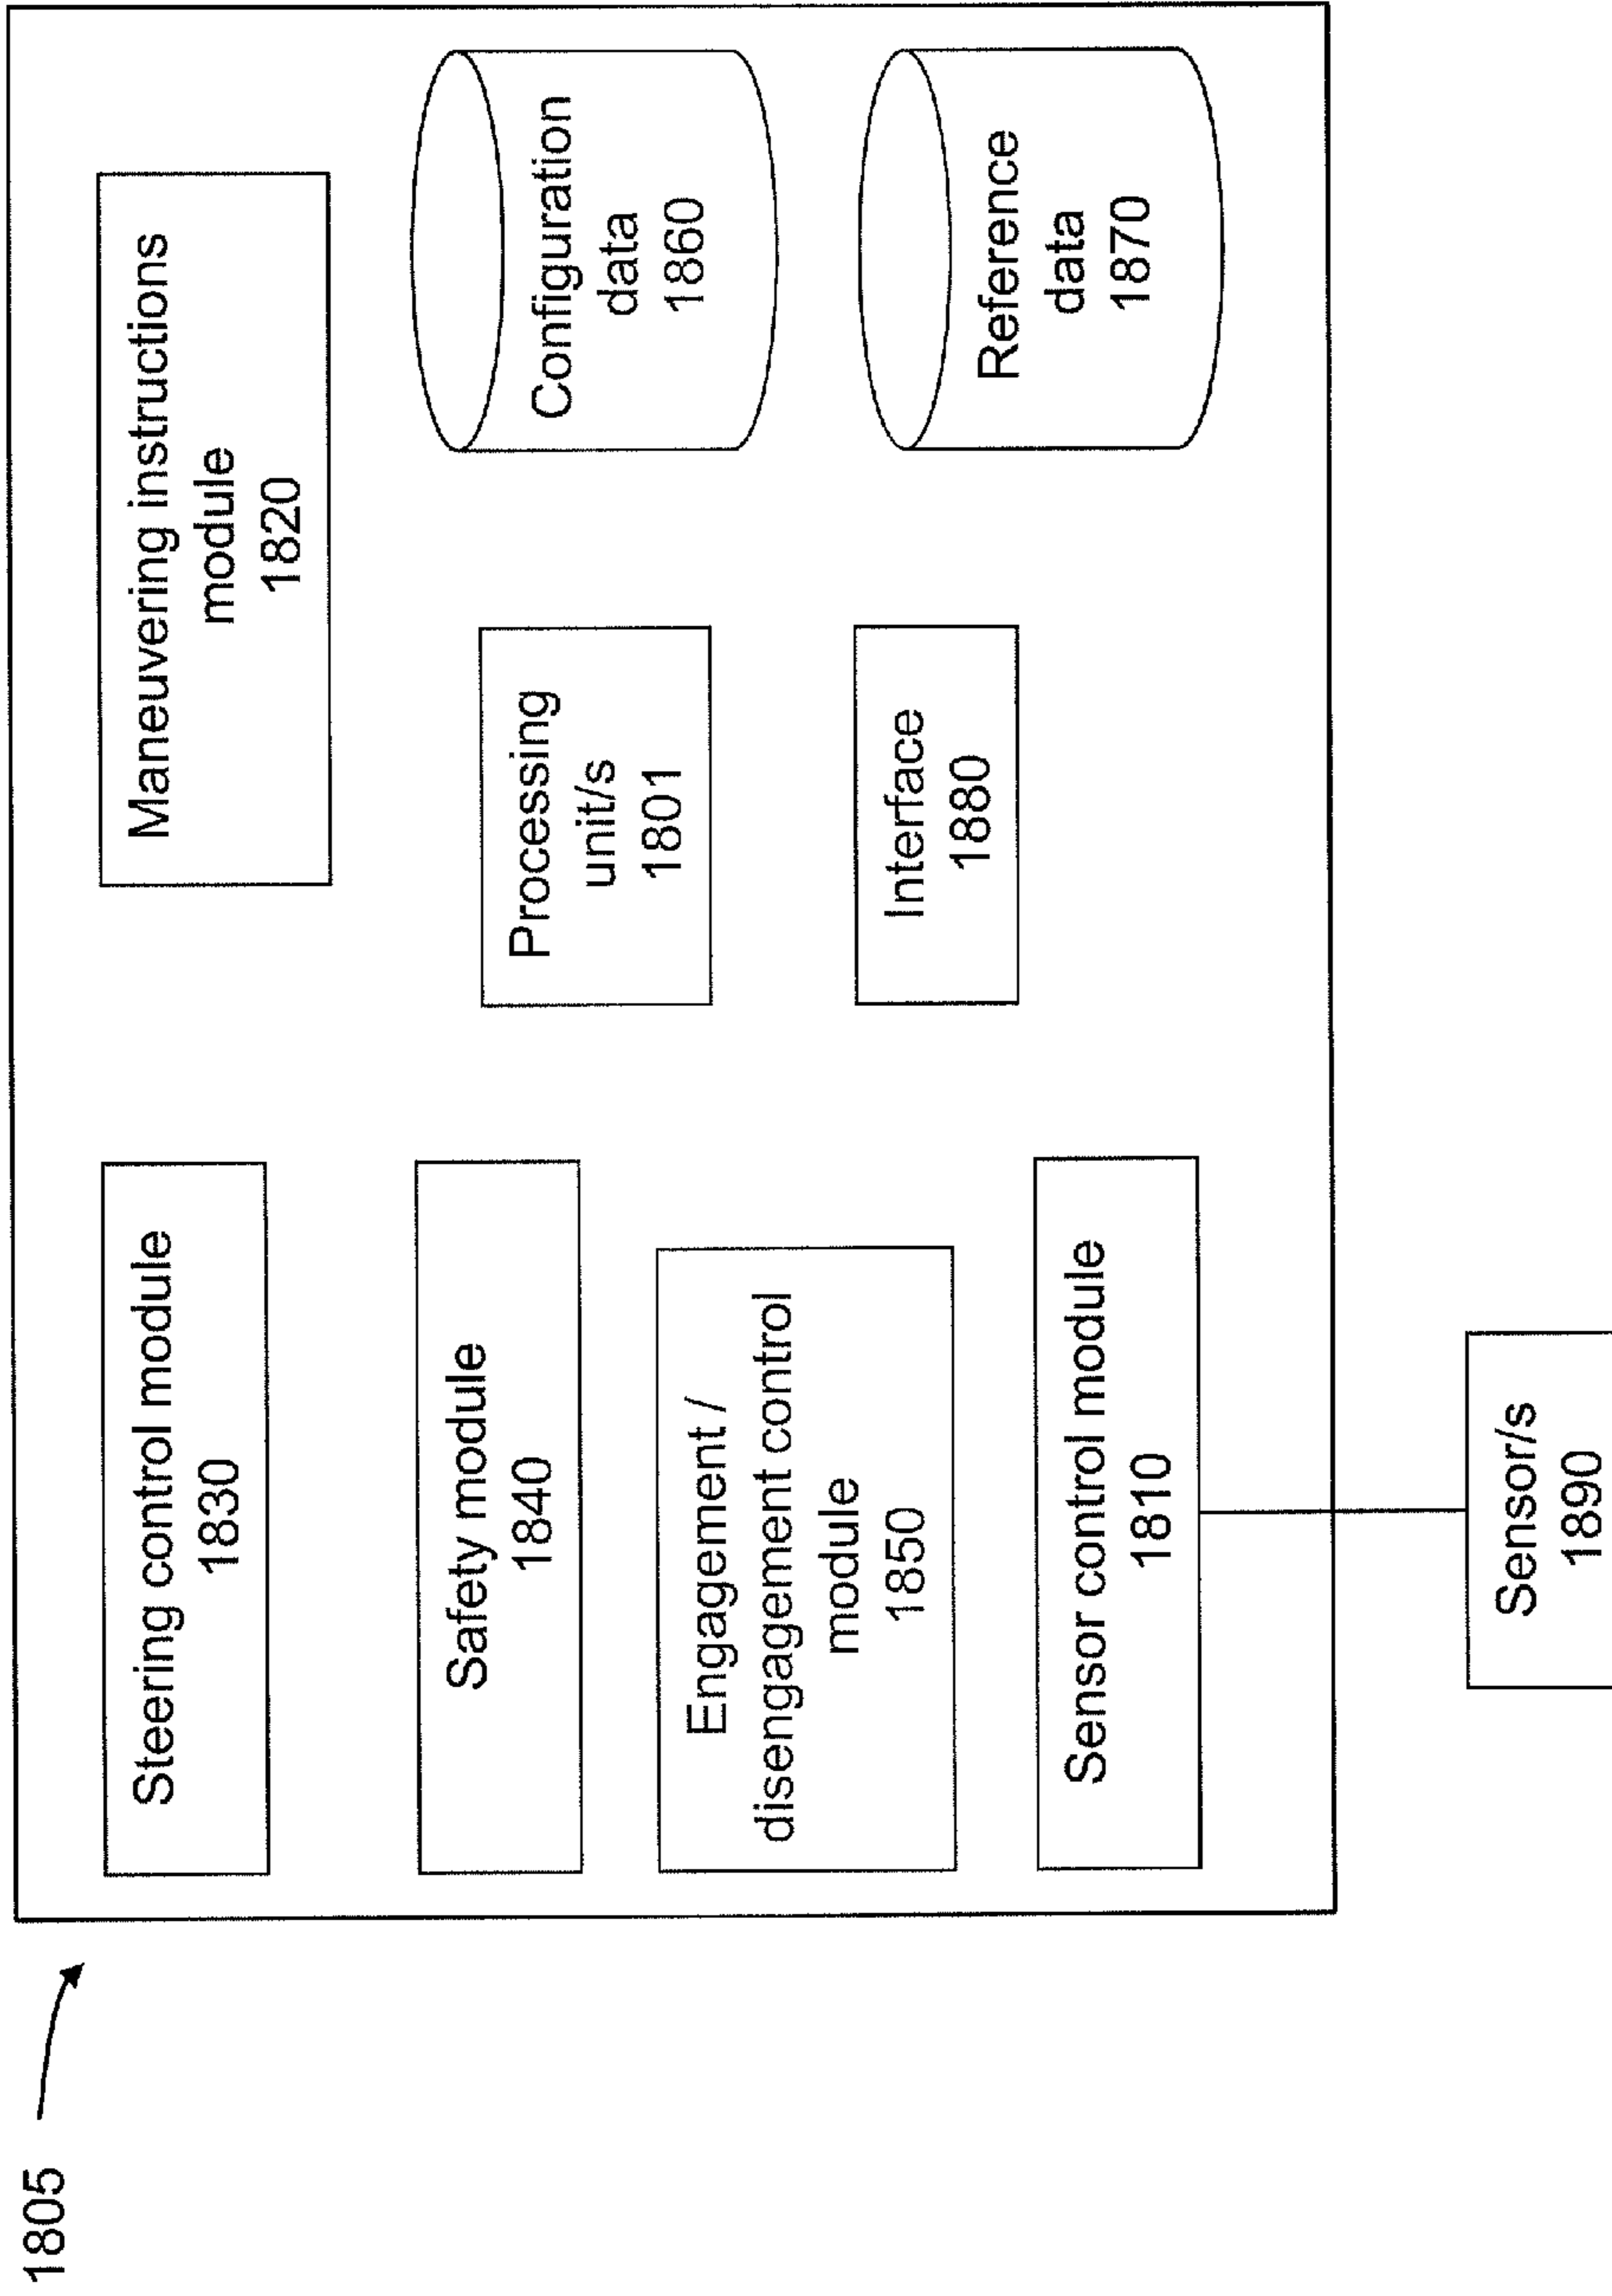 1805
Steering control module
1830
Maneuvering instructions
module
1820
Safety module
1840
Processing
unit/s
1801
Configuration
data
1860
Engagement /
disengagement control
module
1850
Interface
1880
Reference
data
1870
Sensor control module
1810
Sensor/s
1890